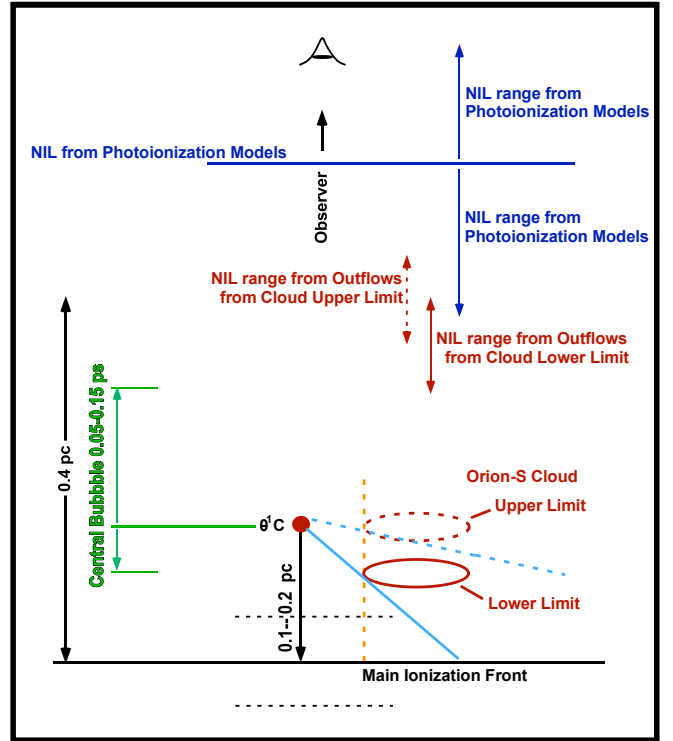 NIL range from
Photoionization Models
NIL from Photoionization Models
Observer
NIL range from
Photoionization Models
NIL range from Outflows
from Cloud Upper Limit
NIL range from Outflows
from Cloud Lower Limit
0.4 pc
Central Bubbble 0.05-0.15 ps
Orion-S Cloud
Upper Limit
θ¹C
0.1-- 0.2 pc
Lower Limit
Main Ionization Front